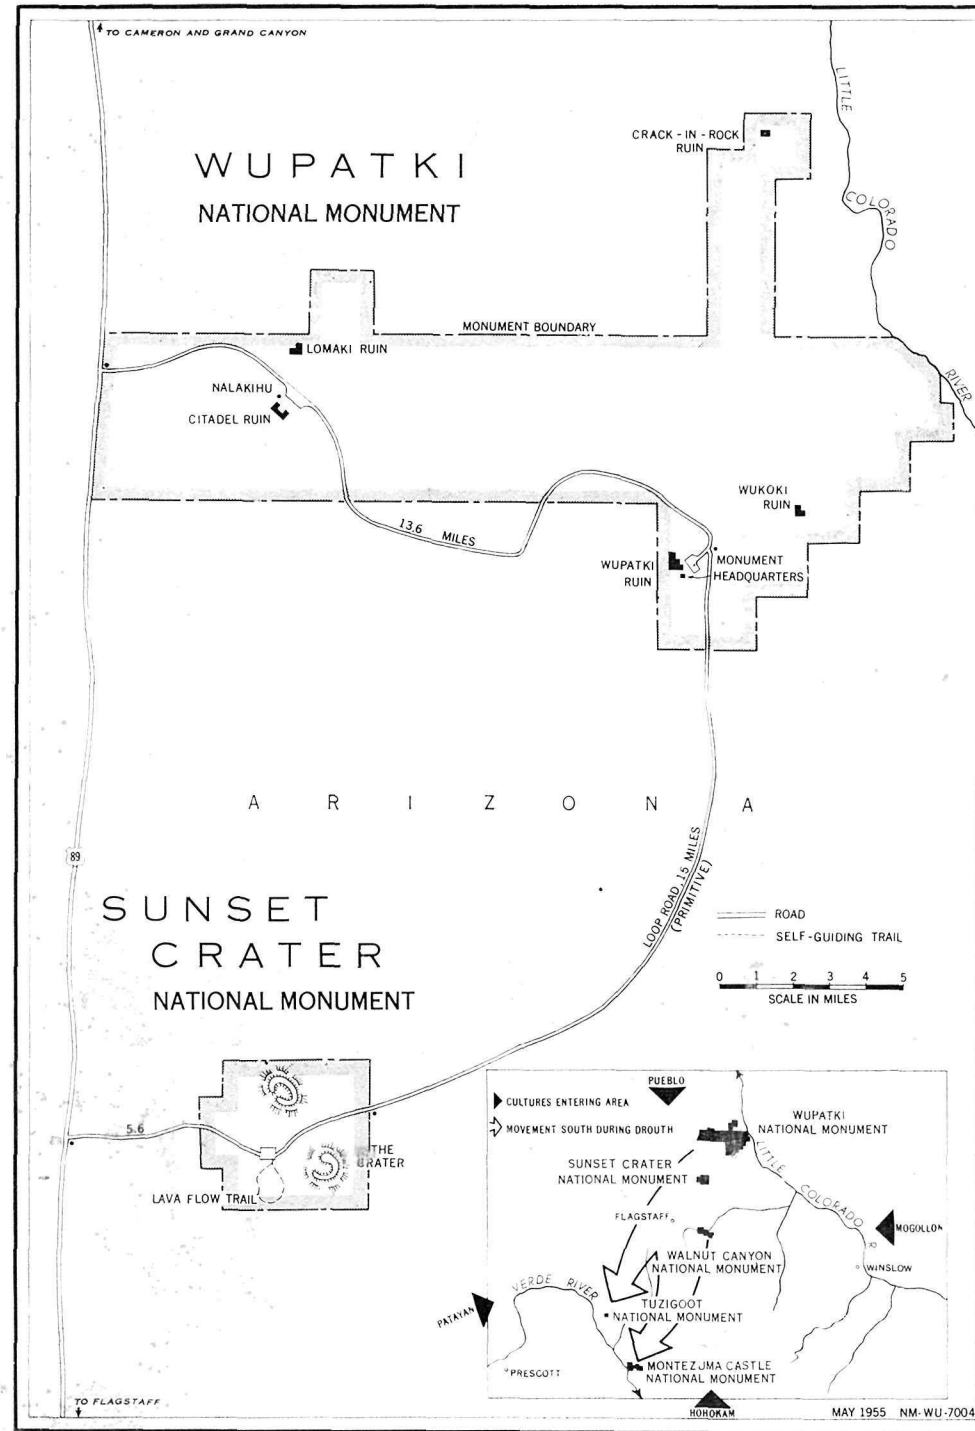 TO CAMERON AND GRAND CANYON
WUPATKI
NATIONAL MONUMENT
LITTLE
COLORADO
RIVER
CRACK - IN - ROCK
RUIN
MONUMENT BOUNDARY
LOMAKI RUIN
NALAKIHU
CITADEL RUIN
WUKOKI
RUIN
13.6 MILES
WUPATKI
RUIN
MONUMENT
HEADQUARTERS
ARIZONA
89
LOOP ROAD, 15 MILES
(PRIMITIVE)
SUNSET
CRATER
NATIONAL MONUMENT
ROAD
SELF-GUIDING TRAIL
0 1 2 3 4 5
SCALE IN MILES
5.6
THE
CRATER
LAVA FLOW TRAIL
PUEBLO
CULTURES ENTERING AREA
MOVEMENT SOUTH DURING DROUTH
WUPATKI
NATIONAL MONUMENT
SUNSET CRATER
NATIONAL MONUMENT
LITTLE
COLORADO
R
FLAGSTAFF
MOGOLLON
WALNUT CANYON
NATIONAL MONUMENT
WINSLOW
VERDE RIVER
TUZIGOOT
NATIONAL MONUMENT
PATAYAN
PRESCOTT
MONTEZUMA CASTLE
NATIONAL MONUMENT
HOHOKAM
TO FLAGSTAFF
MAY 1955 NM-WU-7004